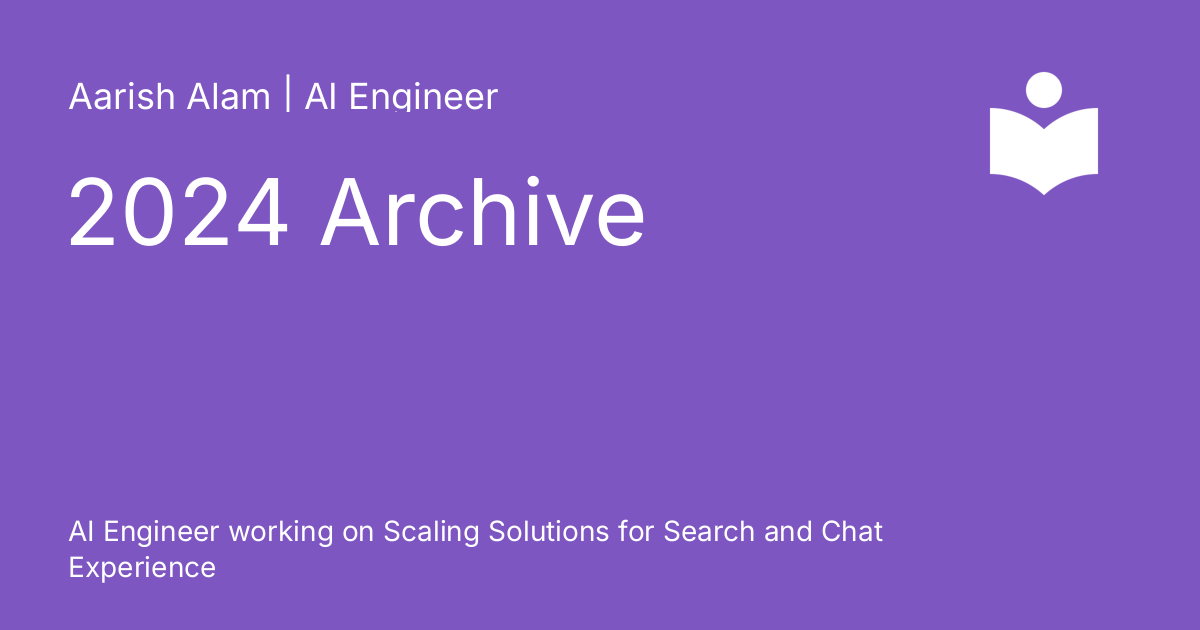 Aarish Alam | AI Engineer
2024 Archive
AI Engineer working on Scaling Solutions for Search and Chat
Experience